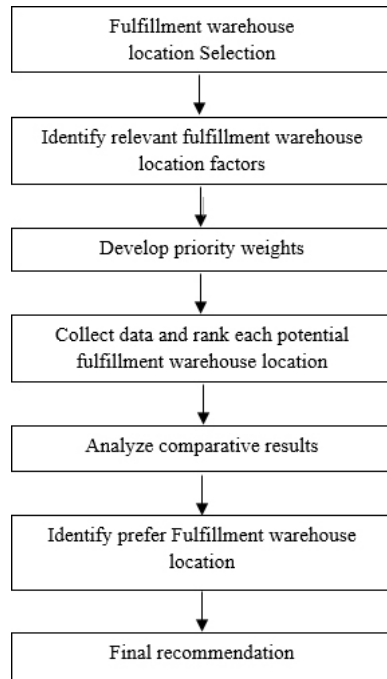 Fulfillment warehouse
location Selection
Identify relevant fulfillment warehouse
location factors
Develop priority weights
Collect data and rank each potential
fulfillment warehouse location
Analyze comparative results
Identify prefer Fulfillment warehouse
location
Final recommendation